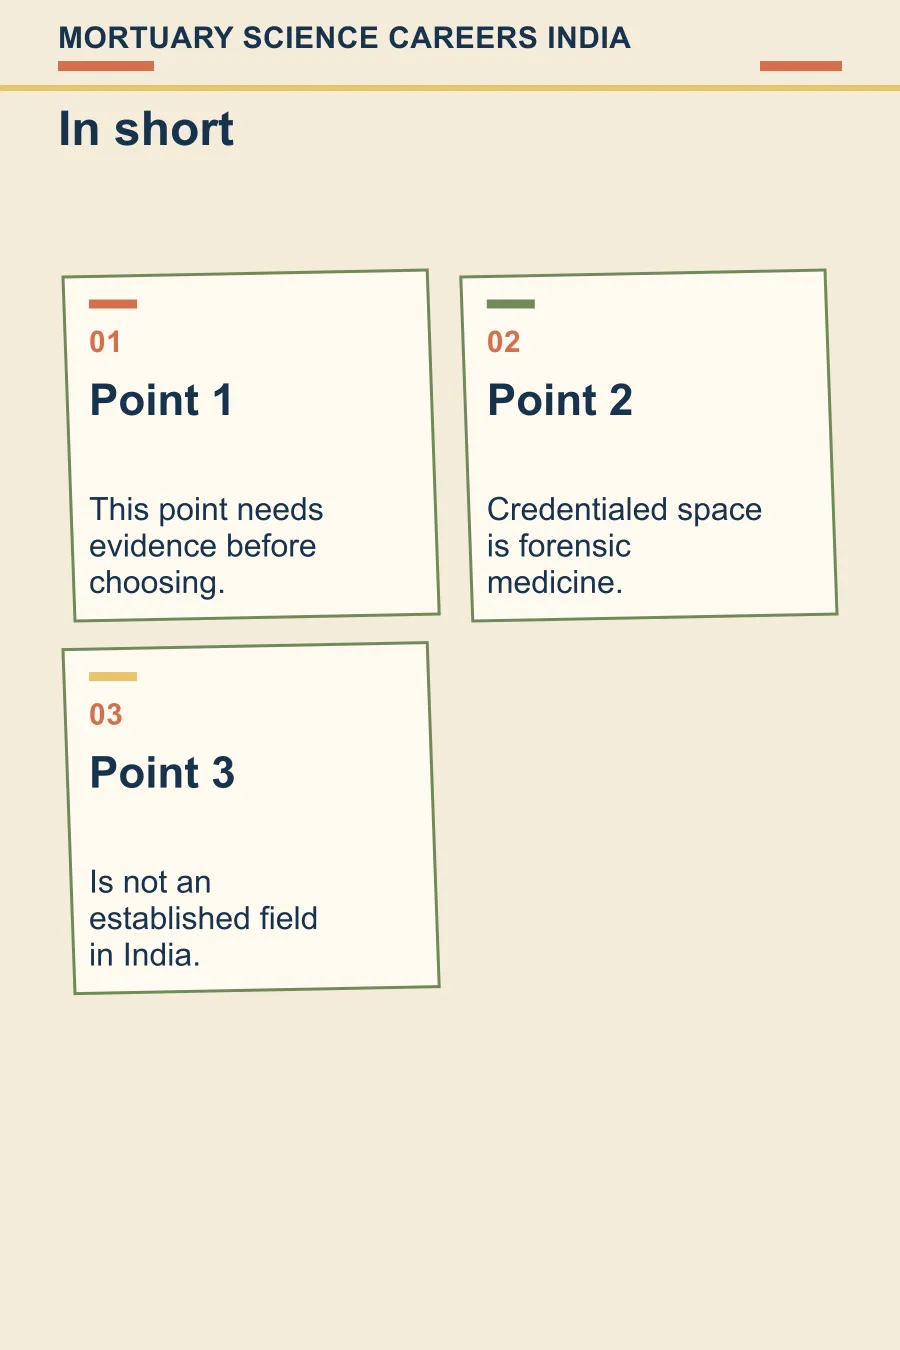 MORTUARY SCIENCE CAREERS INDIA
In short
01
Point 1
This point needs
evidence before
choosing.
02
Point 2
Credentialed space
is forensic
medicine.
03
Point 3
Is not an
established field
in India.